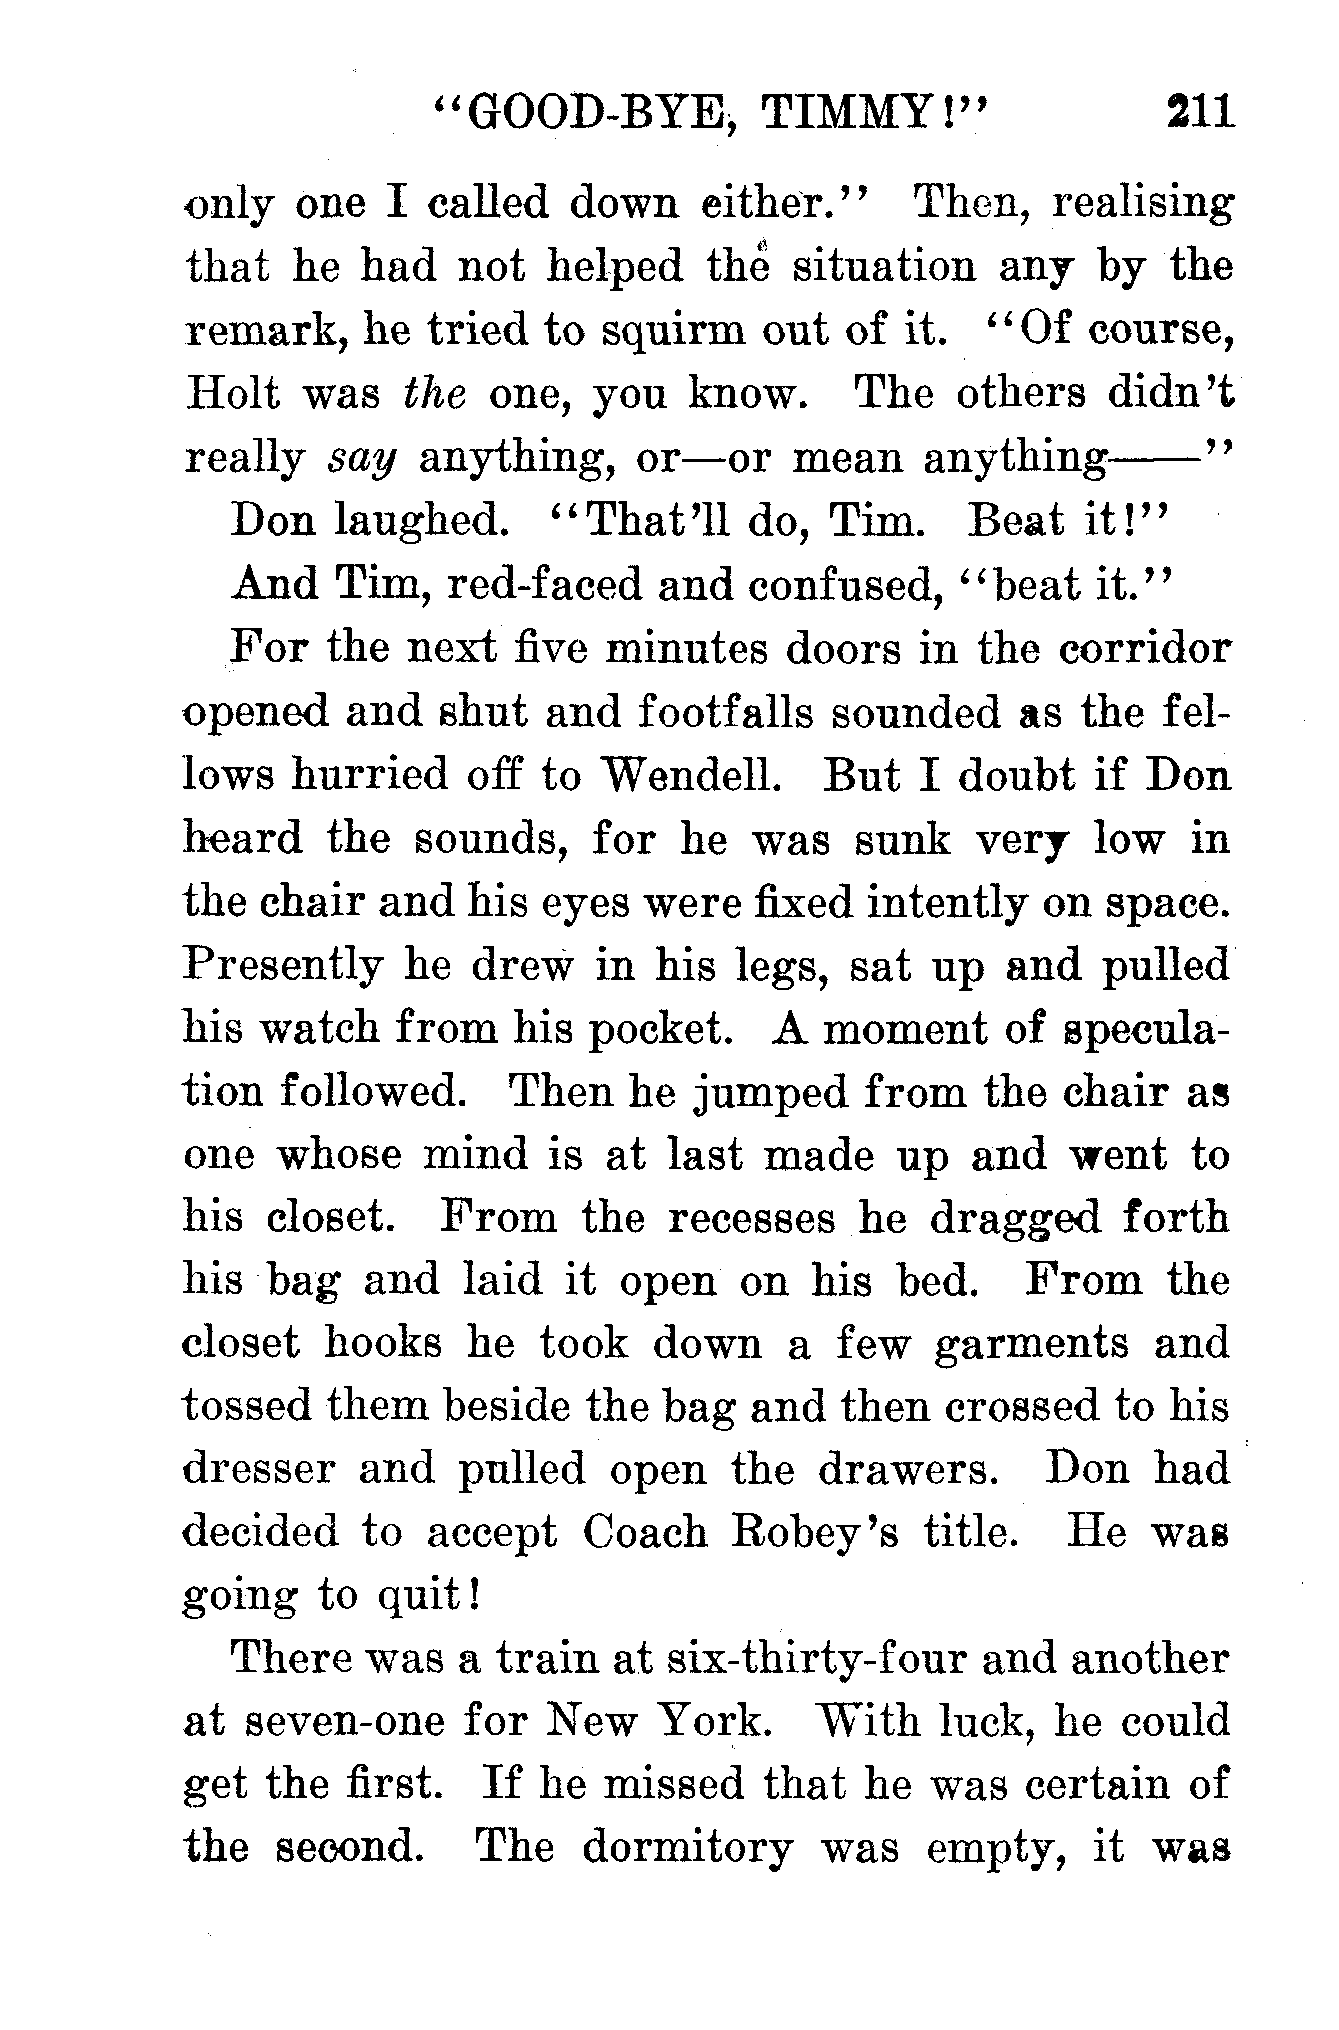 "GOOD-BYE, TIMMY!" 211
only one I called down either." Then, realising
that he had not helped the situation any by the
remark, he tried to squirm out of it. "Of course,
Holt was the one, you know. The others didn't
really say anything, or—or mean anything——"
Don laughed. "That'll do, Tim. Beat it!"
And Tim, red-faced and confused, "beat it."
For the next five minutes doors in the corridor
opened and shut and footfalls sounded as the fel-
lows hurried off to Wendell. But I doubt if Don
heard the sounds, for he was sunk very low in
the chair and his eyes were fixed intently on space.
Presently he drew in his legs, sat up and pulled
his watch from his pocket. A moment of specula-
tion followed. Then he jumped from the chair as
one whose mind is at last made up and went to
his closet. From the recesses he dragged forth
his bag and laid it open on his bed. From the
closet hooks he took down a few garments and
tossed them beside the bag and then crossed to his
dresser and pulled open the drawers. Don had
decided to accept Coach Robey's title. He was
going to quit!
There was a train at six-thirty-four and another
at seven-one for New York. With luck, he could
get the first. If he missed that he was certain of
the second. The dormitory was empty, it was